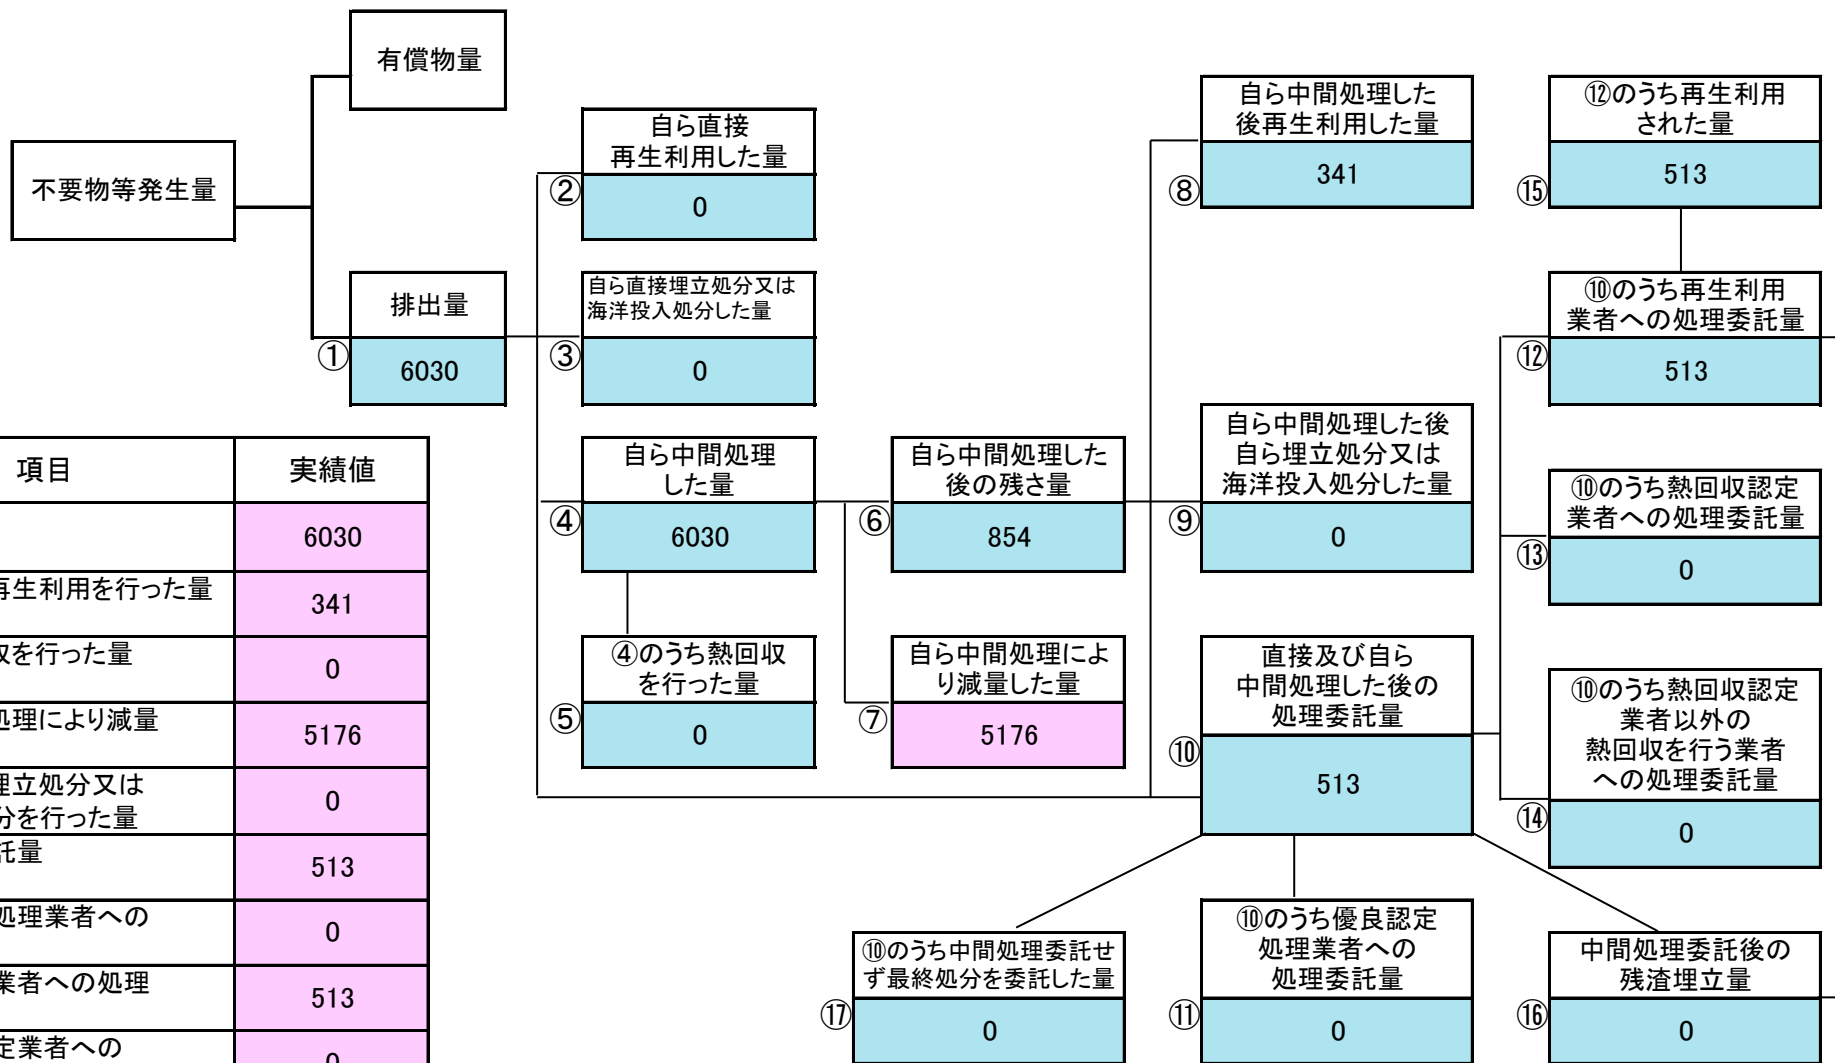 有償物量
不要物等発生量
排出量
①
6030
自ら直接
再生利用した量
②
0
自ら直接埋立処分又は
海洋投入処分した量
③
0
自ら中間処理
した量
④
6030
④のうち熱回収
を行った量
⑤
0
自ら中間処理した
後の残さ量
⑥
854
自ら中間処理によ
り減量した量
⑦
5176
自ら中間処理した
後再生利用した量
⑧
341
自ら中間処理した後
自ら埋立処分又は
海洋投入処分した量
⑨
0
直接及び自ら
中間処理した後の
処理委託量
⑩
513
⑫のうち再生利用
された量
⑮
513
⑩のうち再生利用
業者への処理委託量
⑫
513
⑩のうち熱回収認定
業者への処理委託量
⑬
0
⑩のうち熱回収認定
業者以外の
熱回収を行う業者
への処理委託量
⑭
0
⑩のうち中間処理委託せ
ず最終処分を委託した量
⑰
0
⑩のうち優良認定
処理業者への
処理委託量
⑪
0
中間処理委託後の
残渣埋立量
⑯
0
項目 実績値
6030
再生利用を行った量
341
を行った量
0
処理により減量
5176
埋立処分又は
分を行った量
0
託量
513
処理業者への
0
業者への処理
513
定業者への
0